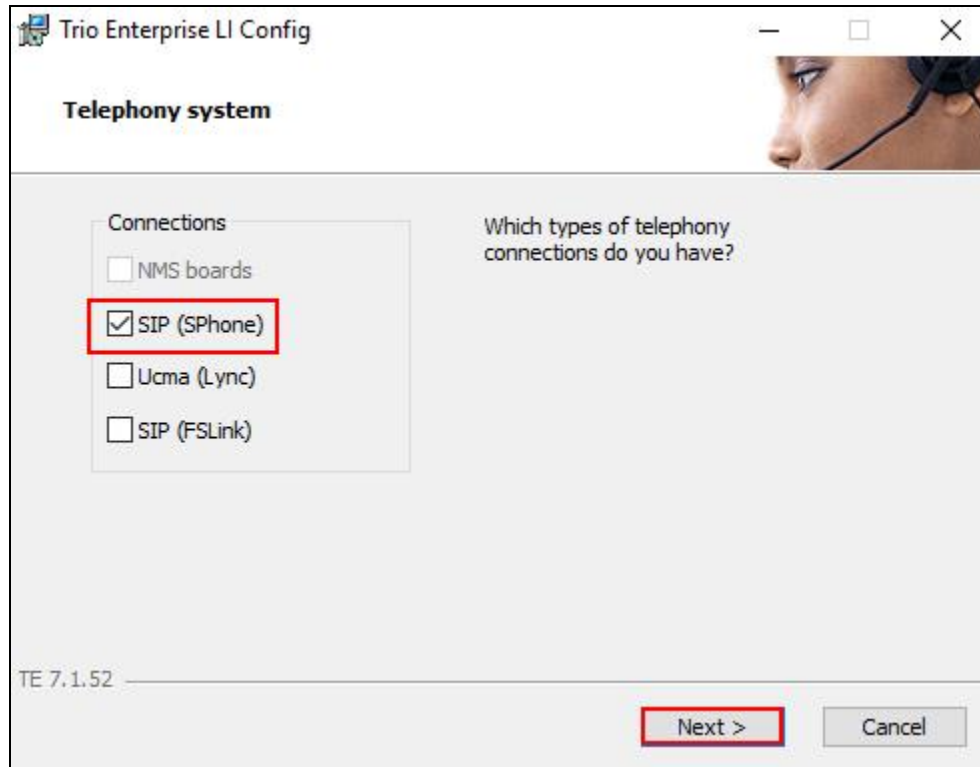 Trio Enterprise LI Config
Telephony system
Connections
Which types of telephony
connections do you have?
NMS boards
SIP (SPhone)
Ucma (Lync)
SIP (FSLink)
TE 7.1.52
Next >
Cancel